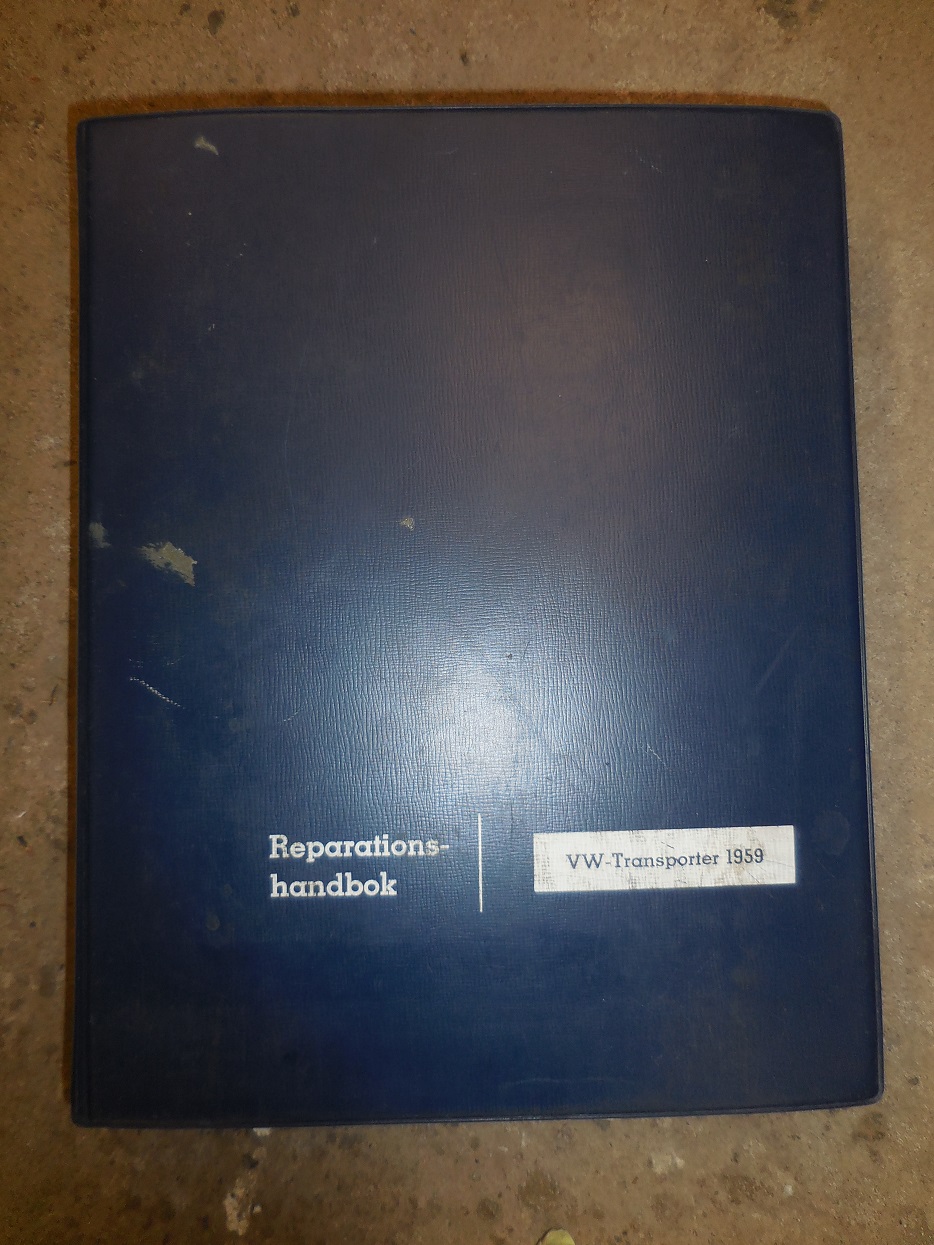 Reparations-
handbok
VW-Transporter 1959